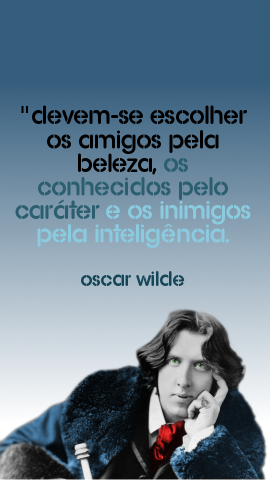 "devem-se escolher
os amigos pela
beleza, os
conhecidos pelo
caráter e os inimigos
pela inteligência.
oscar wilde